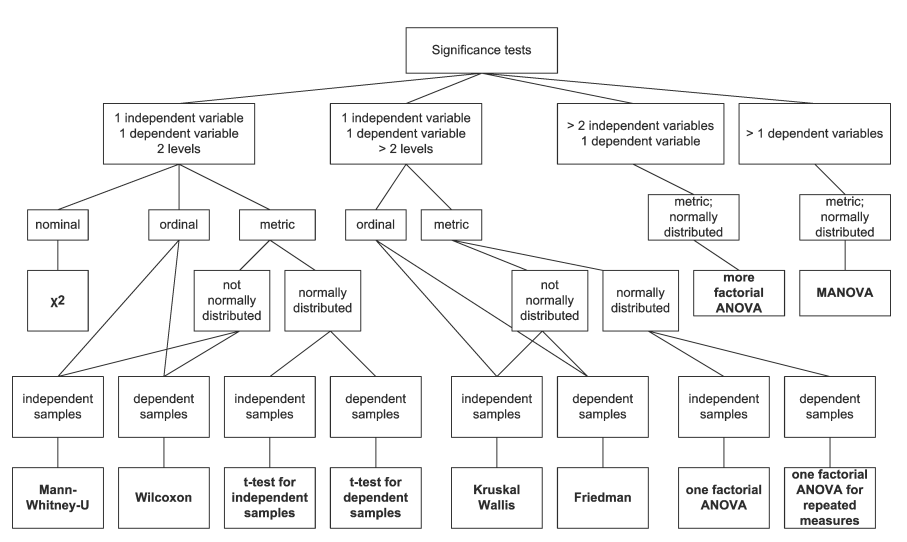 Significance tests
1 independent variable
1 dependent variable
2 levels
1 independent variable
1 dependent variable
> 2 levels
> 2 independent variables
1 dependent variable
> 1 dependent variables
nominal
ordinal
metric
ordinal
metric
metric;
normally
distributed
metric;
normally
distributed
χ2
not
normally
distributed
normally
distributed
not
normally
distributed
normally
distributed
more
factorial
ANOVA
MANOVA
independent
samples
dependent
samples
independent
samples
dependent
samples
independent
samples
dependent
samples
independent
samples
dependent
samples
Mann-
Whitney-U
Wilcoxon
t-test for
independent
samples
t-test for
dependent
samples
Kruskal
Wallis
Friedman
one factorial
ANOVA
one factorial
ANOVA for
repeated
measures